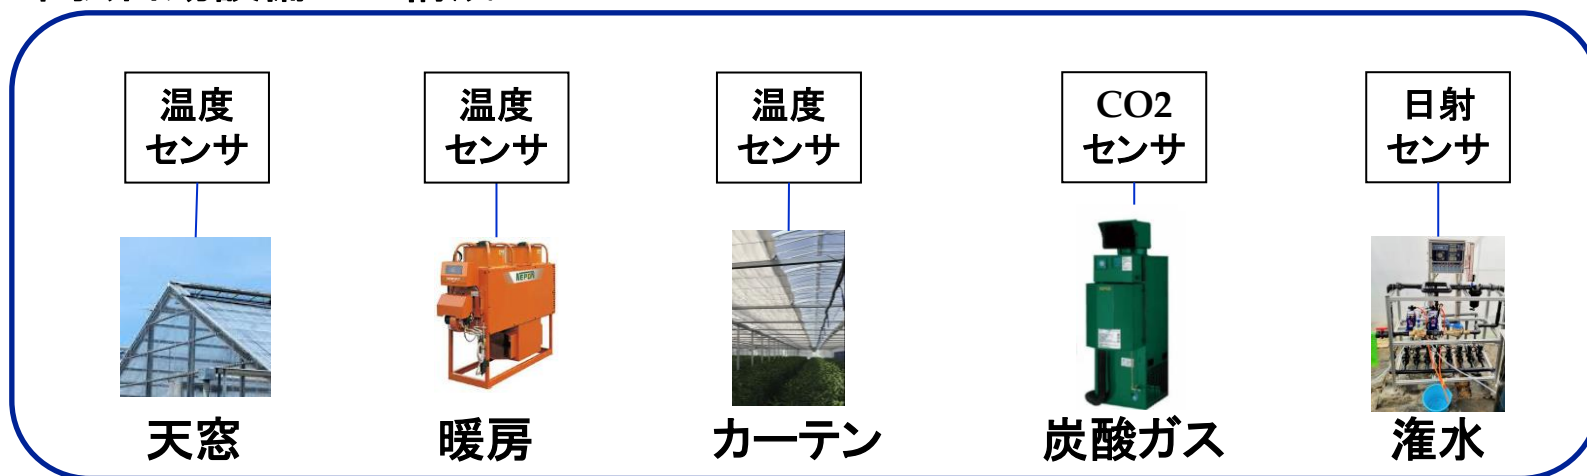 温度
センサ
温度
センサ
温度
センサ
CO2
センサ
日射
センサ
NEPON
天窓
暖房
カーテン
炭酸ガス
潅水